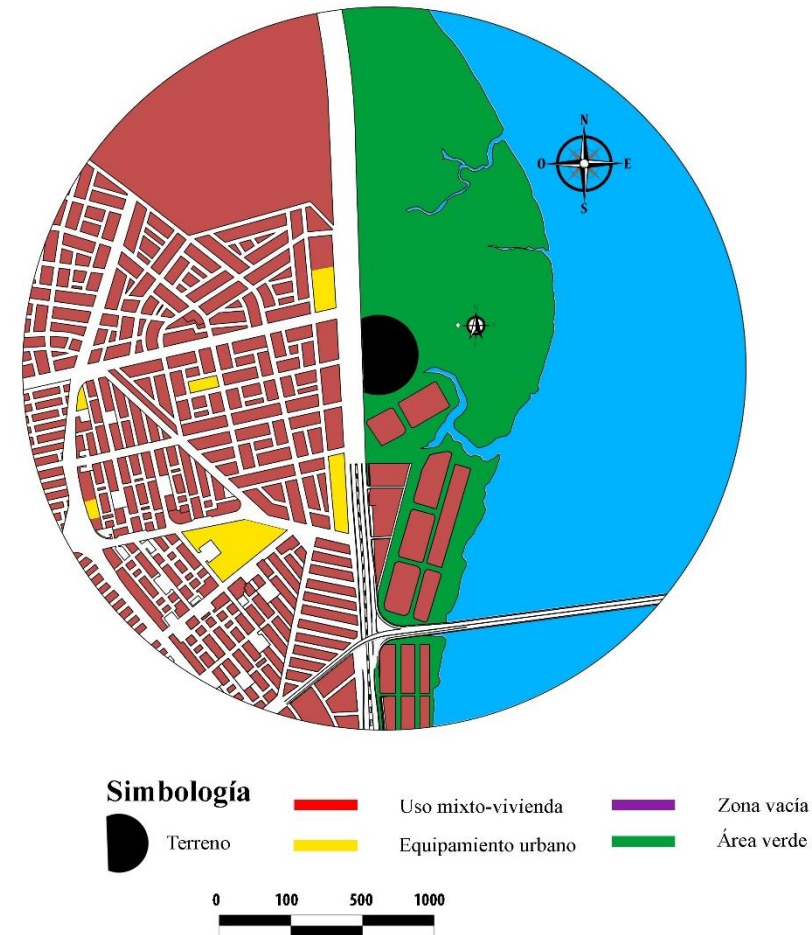 N
O E
S
Simbología
Terreno
Uso mixto-vivienda
Equipamiento urbano
Zona vacía
Área verde
0 100 500 1000